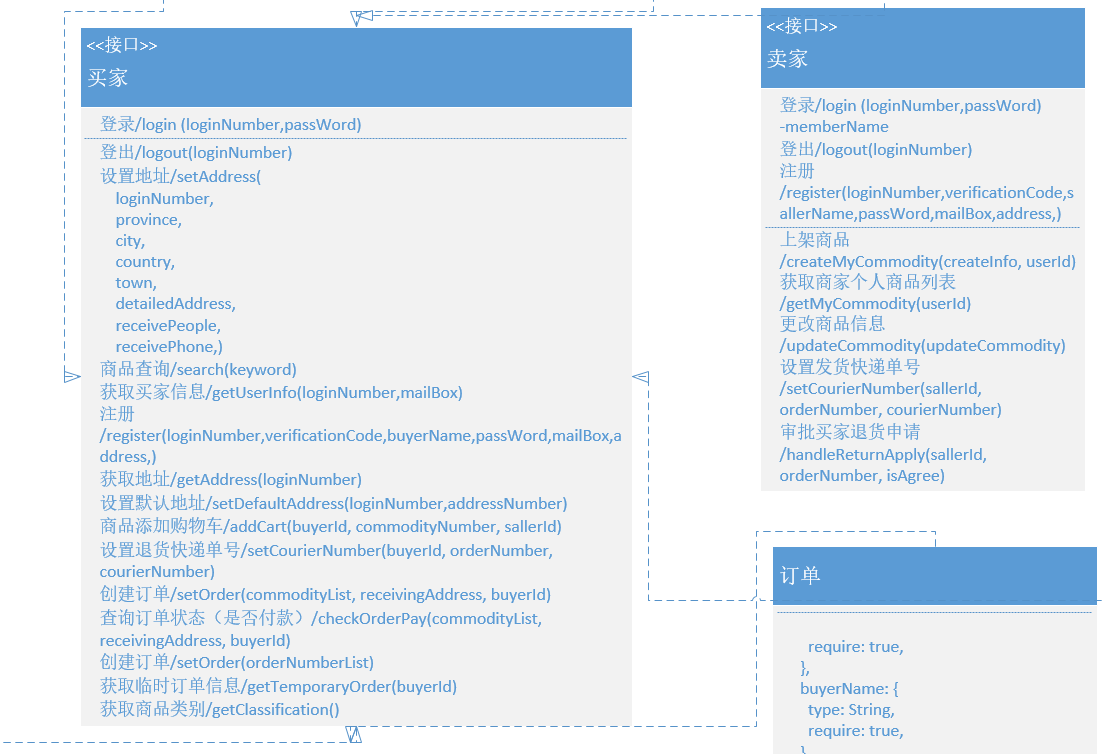 <<接口>>
买家
登录/login (loginNumber,passWord)
登出/logout(loginNumber)
设置地址/setAddress(
loginNumber,
province,
city,
country,
town,
detailedAddress,
receivePeople,
receivePhone,)
商品查询/search(keyword)
获取买家信息/getUserInfo(loginNumber,mailBox)
注册
/register(loginNumber,verificationCode,buyerName,passWord,mailBox,a
ddress,)
获取地址/getAddress(loginNumber)
设置默认地址/setDefaultAddress(loginNumber,addressNumber)
商品添加购物车/addCart(buyerId, commodityNumber, sallerId)
设置退货快递单号/setCourierNumber(buyerId, orderNumber,
courierNumber)
创建订单/setOrder(commodityList, receivingAddress, buyerId)
查询订单状态（是否付款）/checkOrderPay(commodityList,
receivingAddress, buyerId)
创建订单/setOrder(orderNumberList)
获取临时订单信息/getTemporaryOrder(buyerId)
获取商品类别/getClassification()
<<接口>>
卖家
登录/login (loginNumber,passWord)
-memberName
登出/logout(loginNumber)
注册
/register(loginNumber,verificationCode,s
allerName,passWord,mailBox,address,)
上架商品
/createMyCommodity(createInfo, userId)
获取商家个人商品列表
/getMyCommodity(userId)
更改商品信息
/updateCommodity(updateCommodity)
设置发货快递单号
/setCourierNumber(sallerId,
orderNumber, courierNumber)
审批买家退货申请
/handleReturnApply(sallerId,
orderNumber, isAgree)
订单
require: true,
},
buyerName: {
type: String,
require: true,
}